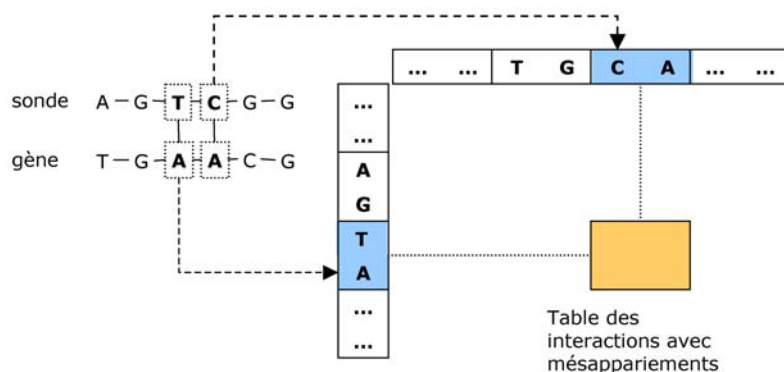 ... ... T G C A ... ...
sonde A–G–T–C–G–G
gène T–G–A–A–C–G
...
...
A
G
T
A
...
...
Table des
interactions avec
mésappariements